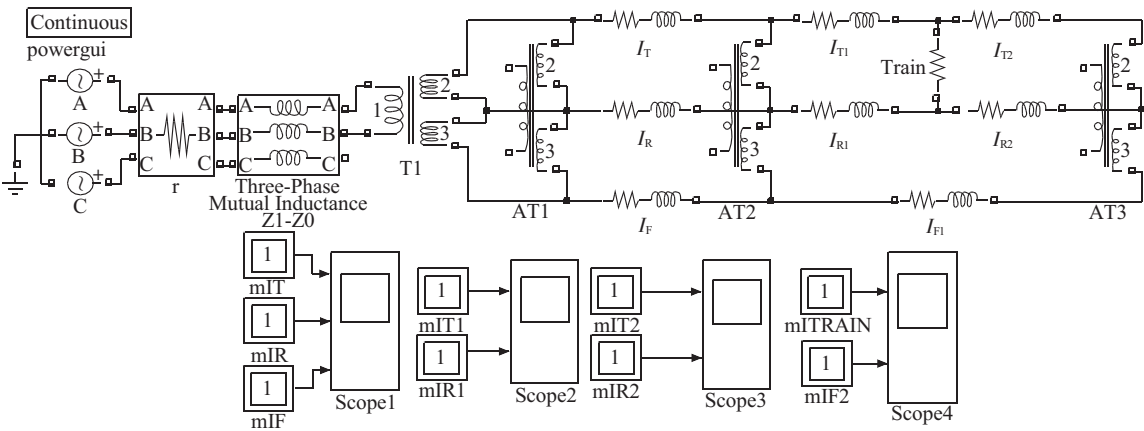 Continuous
powergui
A
B
C
+
+
+
A
B
C
A
B
C
r
A
B
C
A
B
C
Three-Phase
Mutual Inductance
Z1-Z0
1
2
3
T1
2
3
AT1
I_T
I_R
I_F
2
3
AT2
I_T1
I_R1
Train
I_T2
I_R2
I_F1
2
3
AT3
1
mIT
1
mIR
1
mIF
Scope1
1
mIT1
1
mIR1
Scope2
1
mIT2
1
mIR2
Scope3
1
mITRAIN
1
mIF2
Scope4